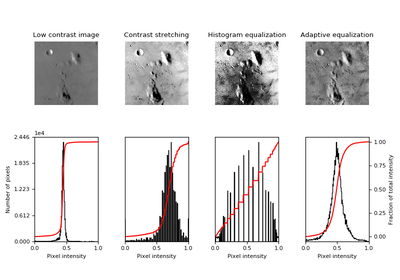 Low contrast image
Contrast stretching
Histogram equalization
Adaptive equalization
1e4
2.446
1.835
1.223
0.612
0.000
Number of pixels
0.0 0.5 1.0
Pixel intensity
0.0 0.5 1.0
Pixel intensity
0.0 0.5 1.0
Pixel intensity
0.0 0.5 1.0
Pixel intensity
1.00
0.75
0.50
0.25
0.00
Fraction of total intensity